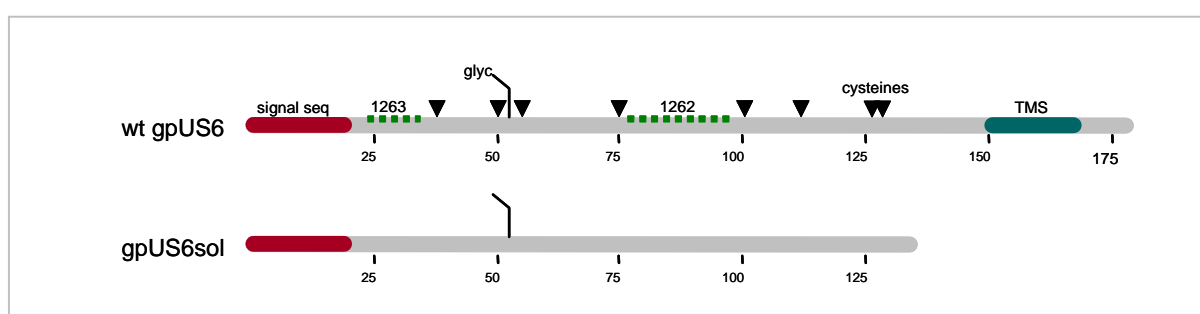 glyc
cysteines
signal seq 1263 1262 TMS
wt gpUS6
25 50 75 100 125 150 175
gpUS6sol
25 50 75 100 125